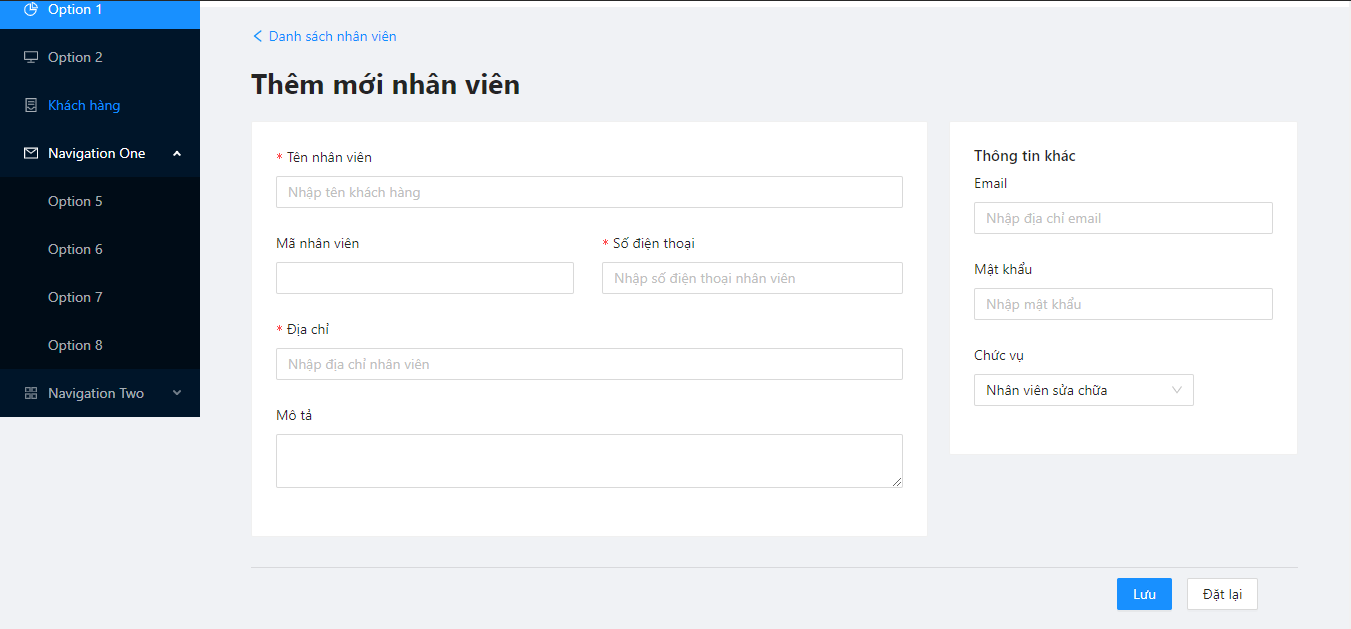 Option 1
Option 2
Khách hàng
Navigation One
Option 5
Option 6
Option 7
Option 8
Navigation Two
Danh sách nhân viên
Thêm mới nhân viên
* Tên nhân viên
Nhập tên khách hàng
Mã nhân viên
* Số điện thoại
Nhập số điện thoại nhân viên
* Địa chỉ
Nhập địa chỉ nhân viên
Mô tả
Thông tin khác
Email
Nhập địa chỉ email
Mật khẩu
Nhập mật khẩu
Chức vụ
Nhân viên sửa chữa
Lưu
Đặt lại